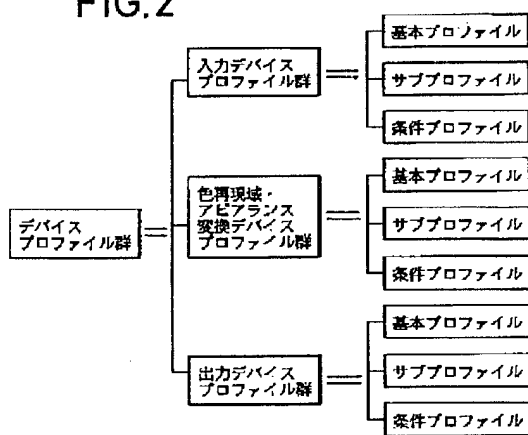 FIG.2
デバイス
プロファイル群
入力デバイス
プロファイル群
基本プロファイル
サブプロファイル
条件プロファイル
色再現域・
アピアランス
変換デバイス
プロファイル群
基本プロファイル
サブプロファイル
条件プロファイル
出力デバイス
プロファイル群
基本プロファイル
サブプロファイル
条件プロファイル